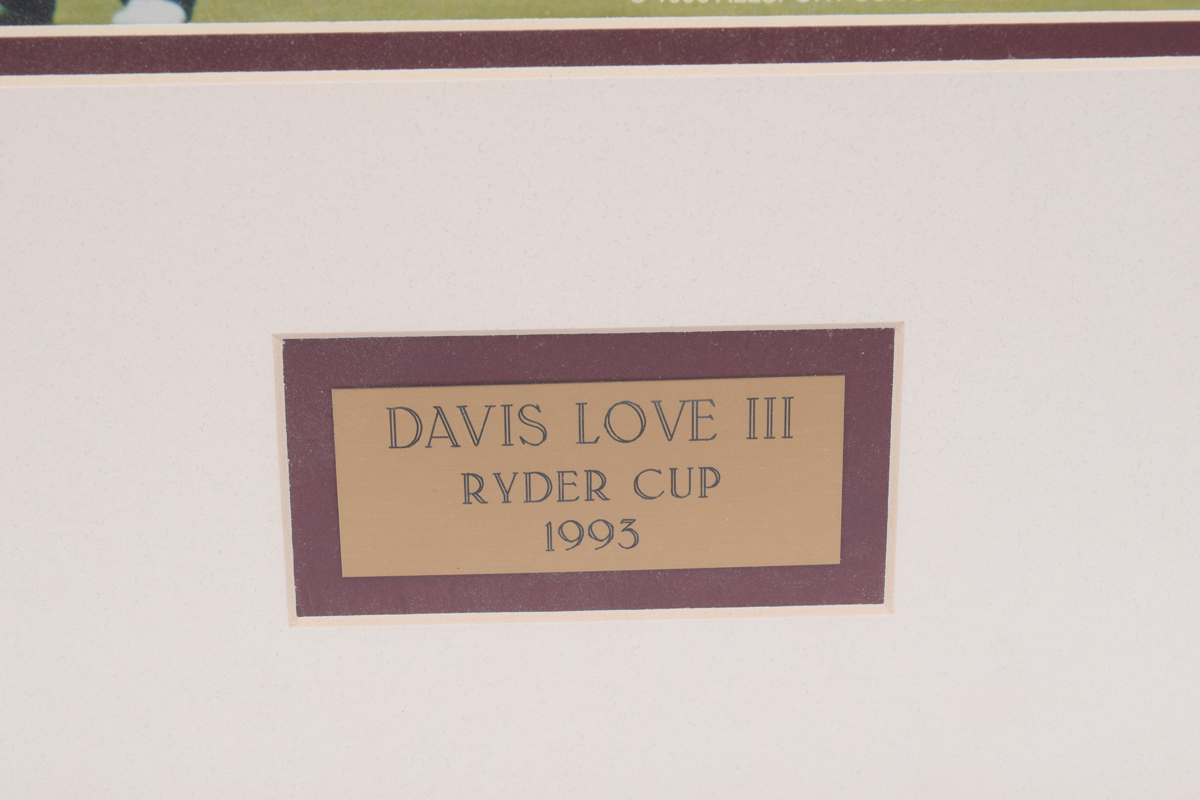 DAVIS LOVE III
RYDER CUP
1993